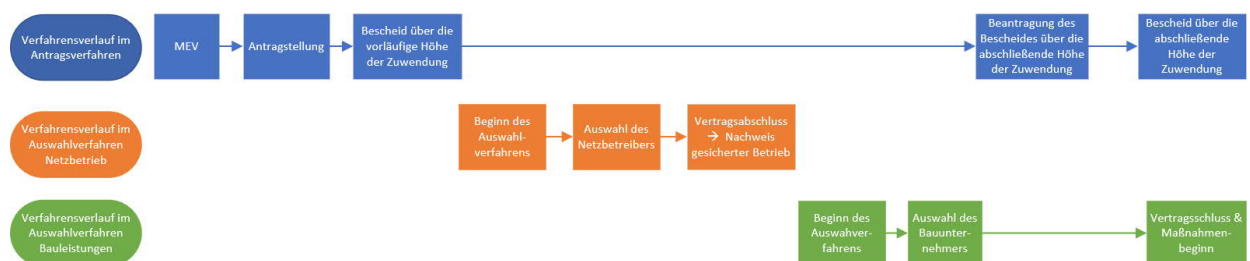 Verfahrensverlauf im
Antragsverfahren
MEV
Antragstellung
Bescheid über die
vorläufige Höhe
der Zuwendung
Beantragung des
Bescheides über die
abschließende Höhe
der Zuwendung
Bescheid über die
abschließende
Höhe der
Zuwendung
Verfahrensverlauf im
Auswahlverfahren
Netzbetrieb
Beginn des
Auswahl-
verfahrens
Auswahl des
Netzbetreibers
Vertragsabschluss
→ Nachweis
gesicherter Betrieb
Verfahrensverlauf im
Auswahlverfahren
Bauleistungen
Beginn des
Auswahver-
fahrens
Auswahl des
Bauunter-
nehmers
Vertragsschluss &
Maßnahmen-
beginn